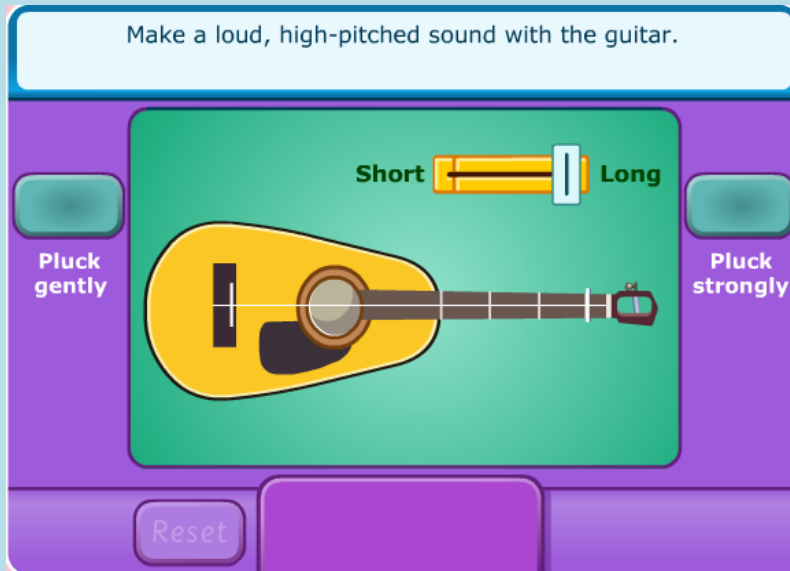 Make a loud, high-pitched sound with the guitar.
Short
Long
Pluck
gently
Pluck
strongly
Reset